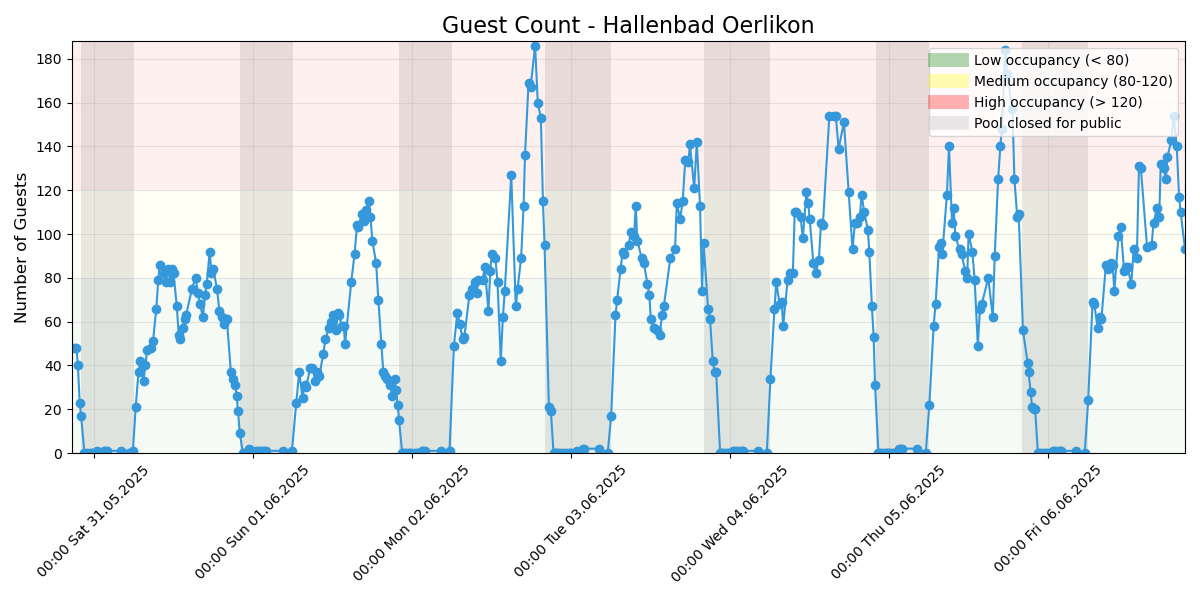 Guest Count - Hallenbad Oerlikon
Number of Guests
180
160
140
120
100
80
60
40
20
0
Low occupancy (< 80)
Medium occupancy (80-120)
High occupancy (> 120)
Pool closed for public
00:00 Sat 31.05.2025
00:00 Sun 01.06.2025
00:00 Mon 02.06.2025
00:00 Tue 03.06.2025
00:00 Wed 04.06.2025
00:00 Thu 05.06.2025
00:00 Fri 06.06.2025